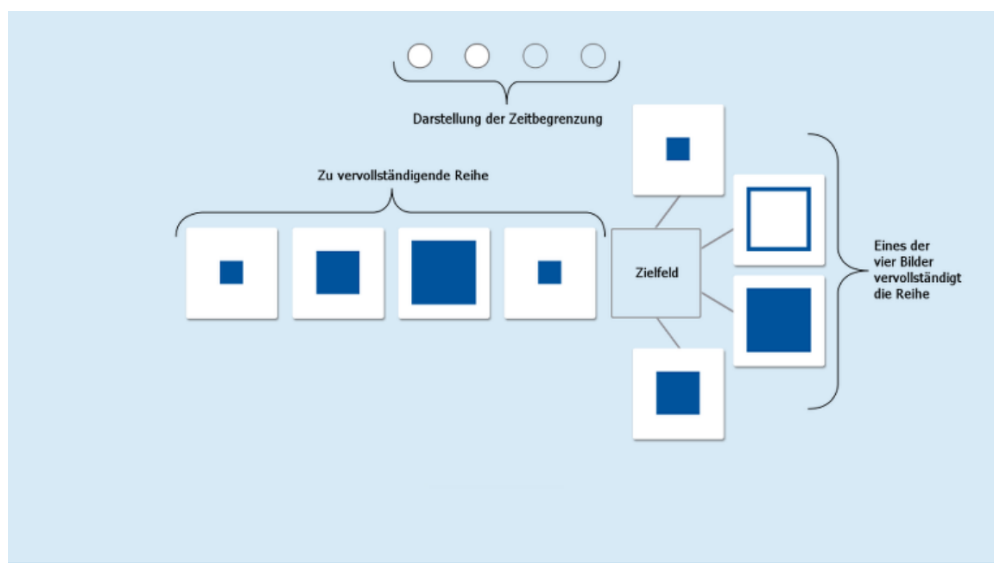 Darstellung der Zeitbegrenzung
Zu vervollständigende Reihe
Zielfeld
Eines der
vier Bilder
vervollständigt
die Reihe